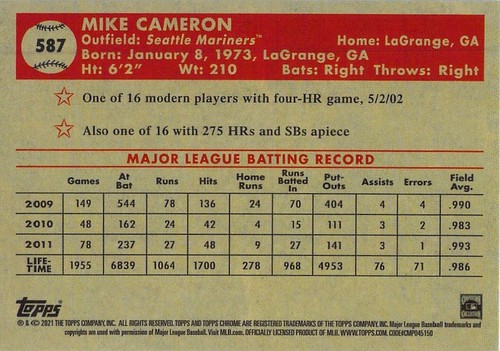 587
MIKE CAMERON
Outfield: Seattle Mariners™ Home: LaGrange, GA
Born: January 8, 1973, LaGrange, GA
Ht: 6'2" Wt: 210 Bats: Right Throws: Right
One of 16 modern players with four-HR game, 5/2/02
Also one of 16 with 275 HRs and SBs apiece
MAJOR LEAGUE BATTING RECORD
Games At Bat Runs Hits Home Runs Runs Batted In Put-Outs Assists Errors Field Avg.
2009 149 544 78 136 24 70 404 4 4 .990
2010 48 162 24 42 4 15 111 3 2 .983
2011 78 237 27 48 9 27 141 3 1 .993
LIFE-TIME 1955 6839 1064 1700 278 968 4953 76 71 .986
Topps
® & © 2021 THE TOPPS COMPANY, INC. ALL RIGHTS RESERVED. TOPPS AND TOPPS CHROME ARE REGISTERED TRADEMARKS OF THE TOPPS COMPANY, INC. Major League Baseball trademarks and
copyrights are used with permission of Major League Baseball. Visit MLB.com. OFFICIALLY LICENSED PRODUCT OF MLB. WWW.TOPPS.COM. CODE#CMP045150